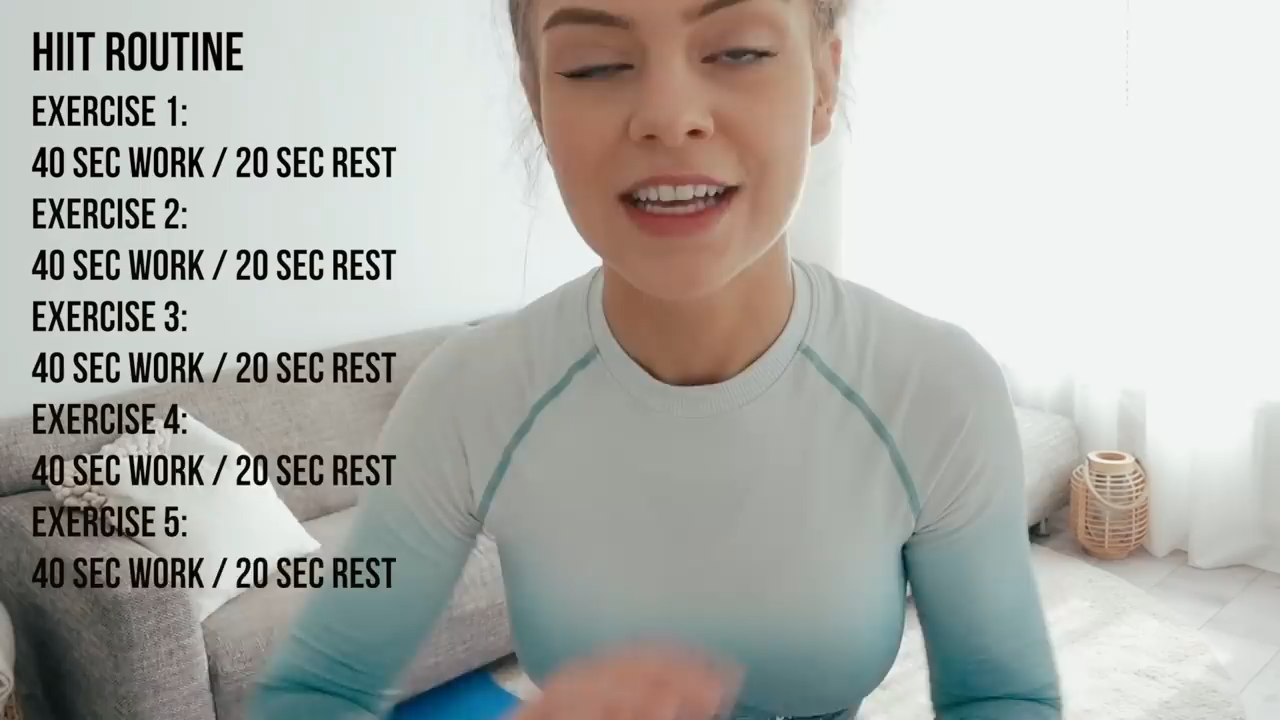 HIIT ROUTINE
EXERCISE 1:
40 SEC WORK / 20 SEC REST
EXERCISE 2:
40 SEC WORK / 20 SEC REST
EXERCISE 3:
40 SEC WORK / 20 SEC REST
EXERCISE 4:
40 SEC WORK / 20 SEC REST
EXERCISE 5:
40 SEC WORK / 20 SEC REST